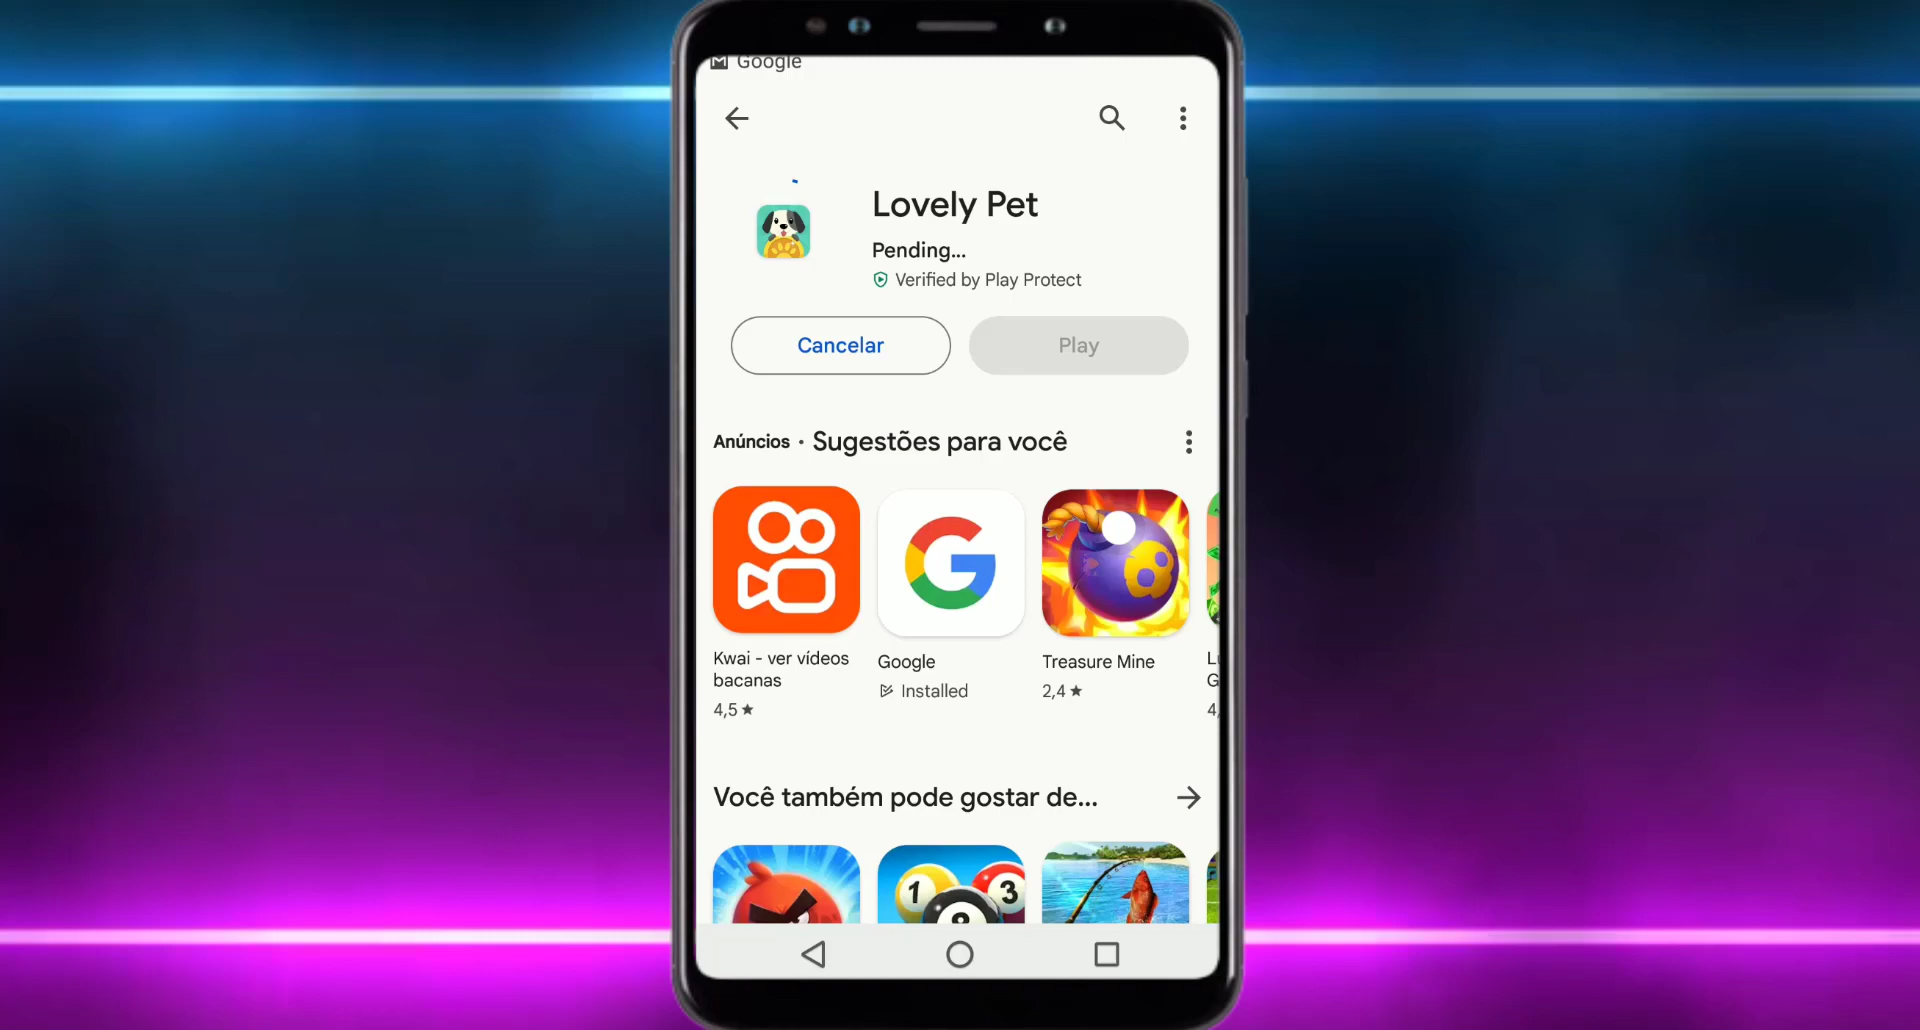 Google
Lovely Pet
Pending...
Verified by Play Protect
Cancelar
Play
Anúncios • Sugestões para você
Kwai - ver vídeos
bacanas
4,5★
Google
Installed
Treasure Mine
2,4★
Você também pode gostar de...
1
3